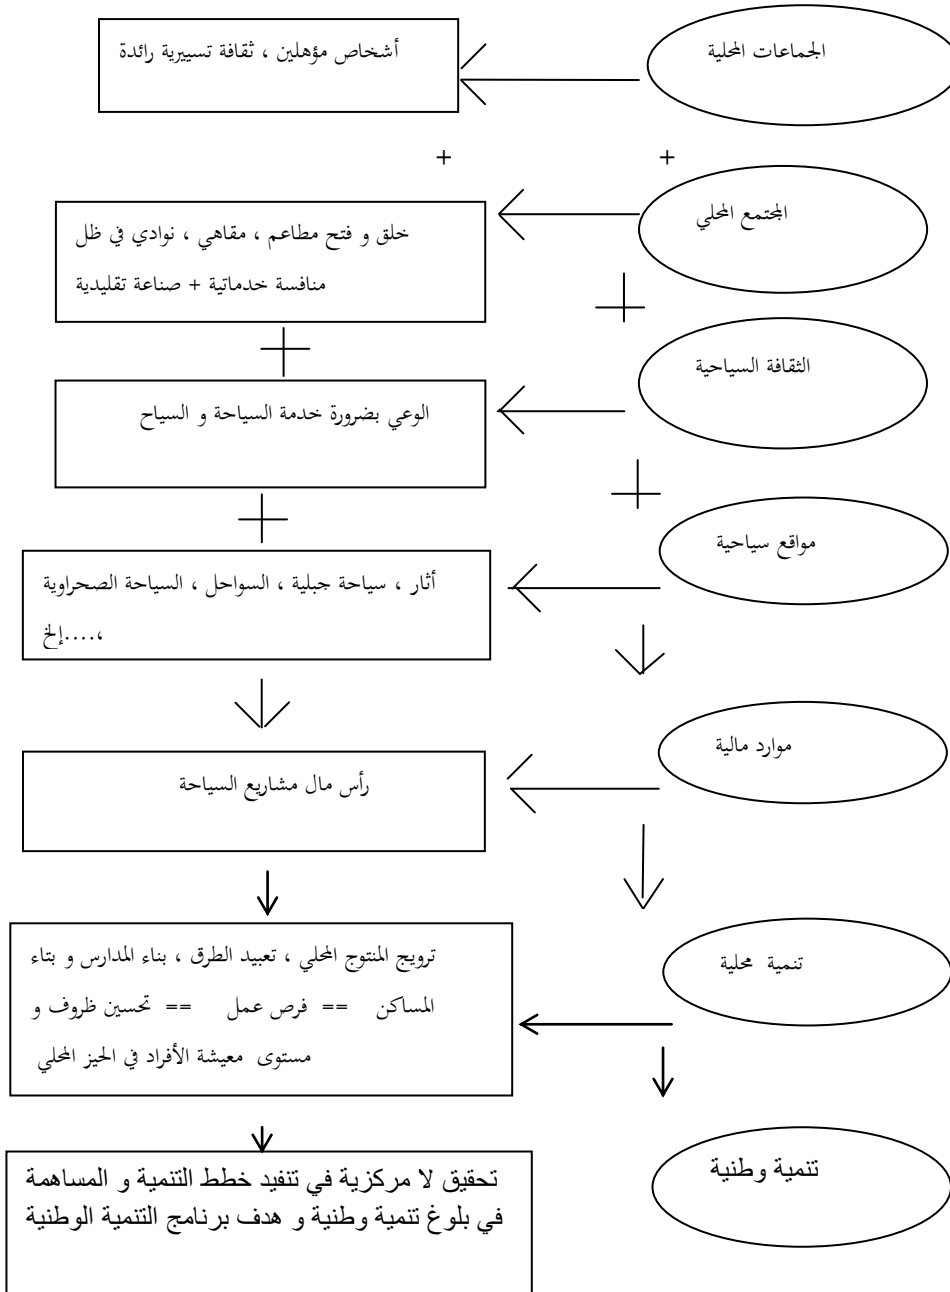 الجماعات المحلية
أشخاص مؤهلين ، ثقافة تسييرية رائدة
+ +
المجتمع المحلي
خلق و فتح مطاعم ، مقاهي ، نوادي في ظل
منافسة خدماتية + صناعة تقليدية
الثقافة السياحية
الوعي بضرورة خدمة السياحة و السياح
مواقع سياحية
أثار ، سياحة جبلية ، السواحل ، السياحة الصحراوية
،....إلخ
موارد مالية
رأس مال مشاريع السياحة
تنمية محلية
ترويج المنتوج المحلي ، تعبيد الطرق ، بناء المدارس و بتاء
المساكن == فرص عمل == تحسين ظروف و
مستوى معيشة الأفراد في الحيز المحلي
تنمية وطنية
تحقيق لا مركزية في تنفيد خطط التنمية و المساهمة
في بلوغ تنمية وطنية و هدف برنامج التنمية الوطنية